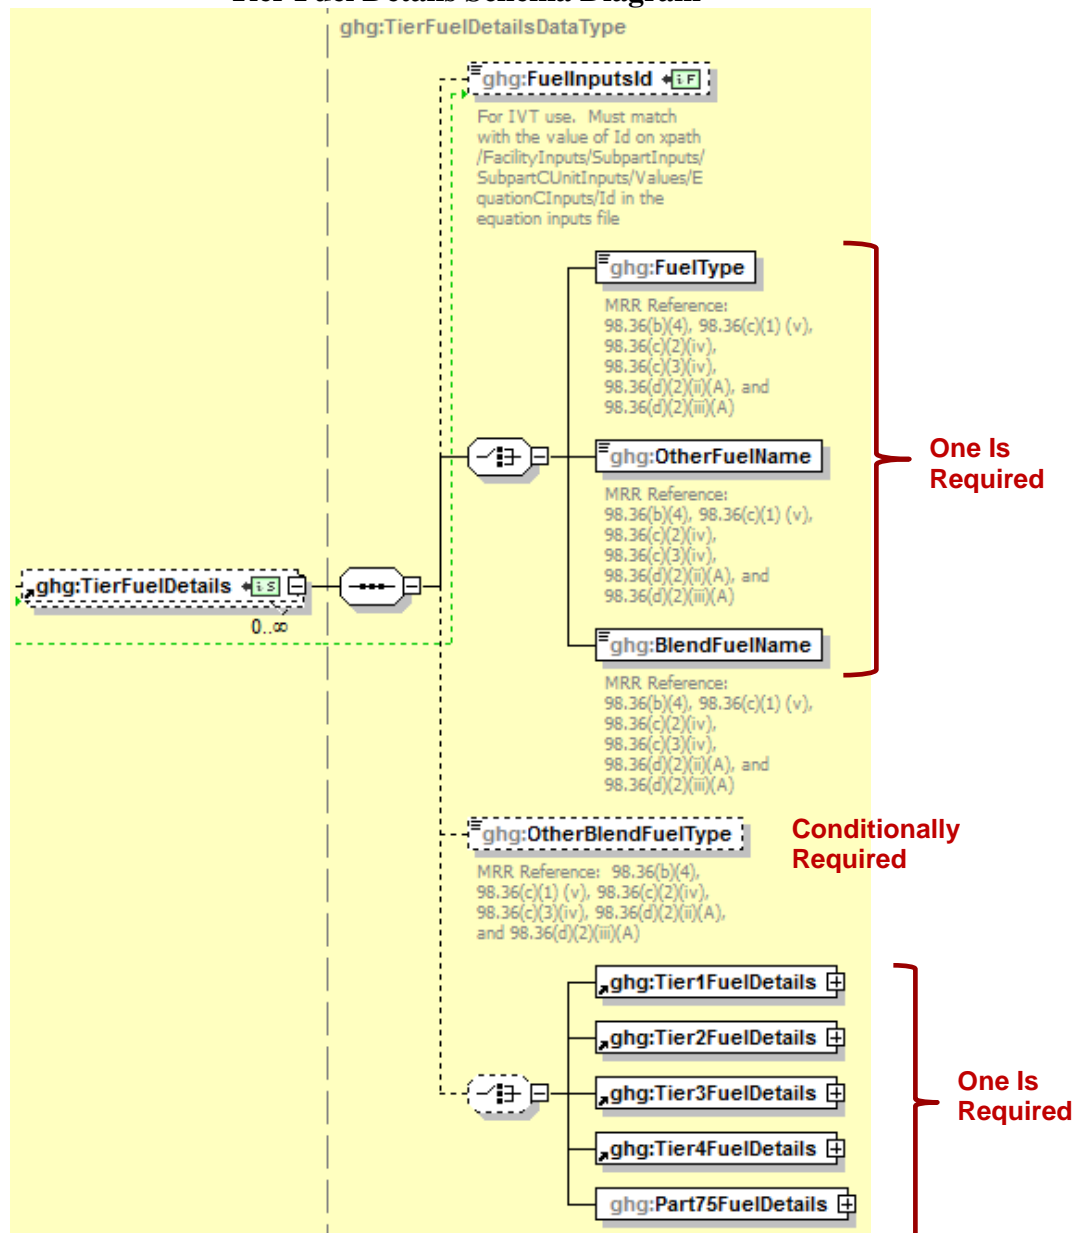 Tier Fuel Details Schema Diagram
ghg:TierFuelDetailsDataType
ghg:FuelInputsId iF
For IVT use. Must match
with the value of Id on xpath
/FacilityInputs/SubpartInputs/
SubpartCUnitInputs/Values/E
quationCInputs/Id in the
equation inputs file
ghg:FuelType
MRR Reference:
98.36(b)(4), 98.36(c)(1) (v),
98.36(c)(2)(iv),
98.36(c)(3)(iv),
98.36(d)(2)(ii)(A), and
98.36(d)(2)(iii)(A)
One Is
Required
ghg:OtherFuelName
MRR Reference:
98.36(b)(4), 98.36(c)(1) (v),
98.36(c)(2)(iv),
98.36(c)(3)(iv),
98.36(d)(2)(ii)(A), and
98.36(d)(2)(iii)(A)
ghg:TierFuelDetails iS
0..∞
ghg:BlendFuelName
MRR Reference:
98.36(b)(4), 98.36(c)(1) (v),
98.36(c)(2)(iv),
98.36(c)(3)(iv),
98.36(d)(2)(ii)(A), and
98.36(d)(2)(iii)(A)
ghg:OtherBlendFuelType
Conditionally
Required
MRR Reference: 98.36(b)(4),
98.36(c)(1) (v), 98.36(c)(2)(iv),
98.36(c)(3)(iv), 98.36(d)(2)(ii)(A),
and 98.36(d)(2)(iii)(A)
ghg:Tier1FuelDetails
ghg:Tier2FuelDetails
ghg:Tier3FuelDetails
ghg:Tier4FuelDetails
ghg:Part75FuelDetails
One Is
Required